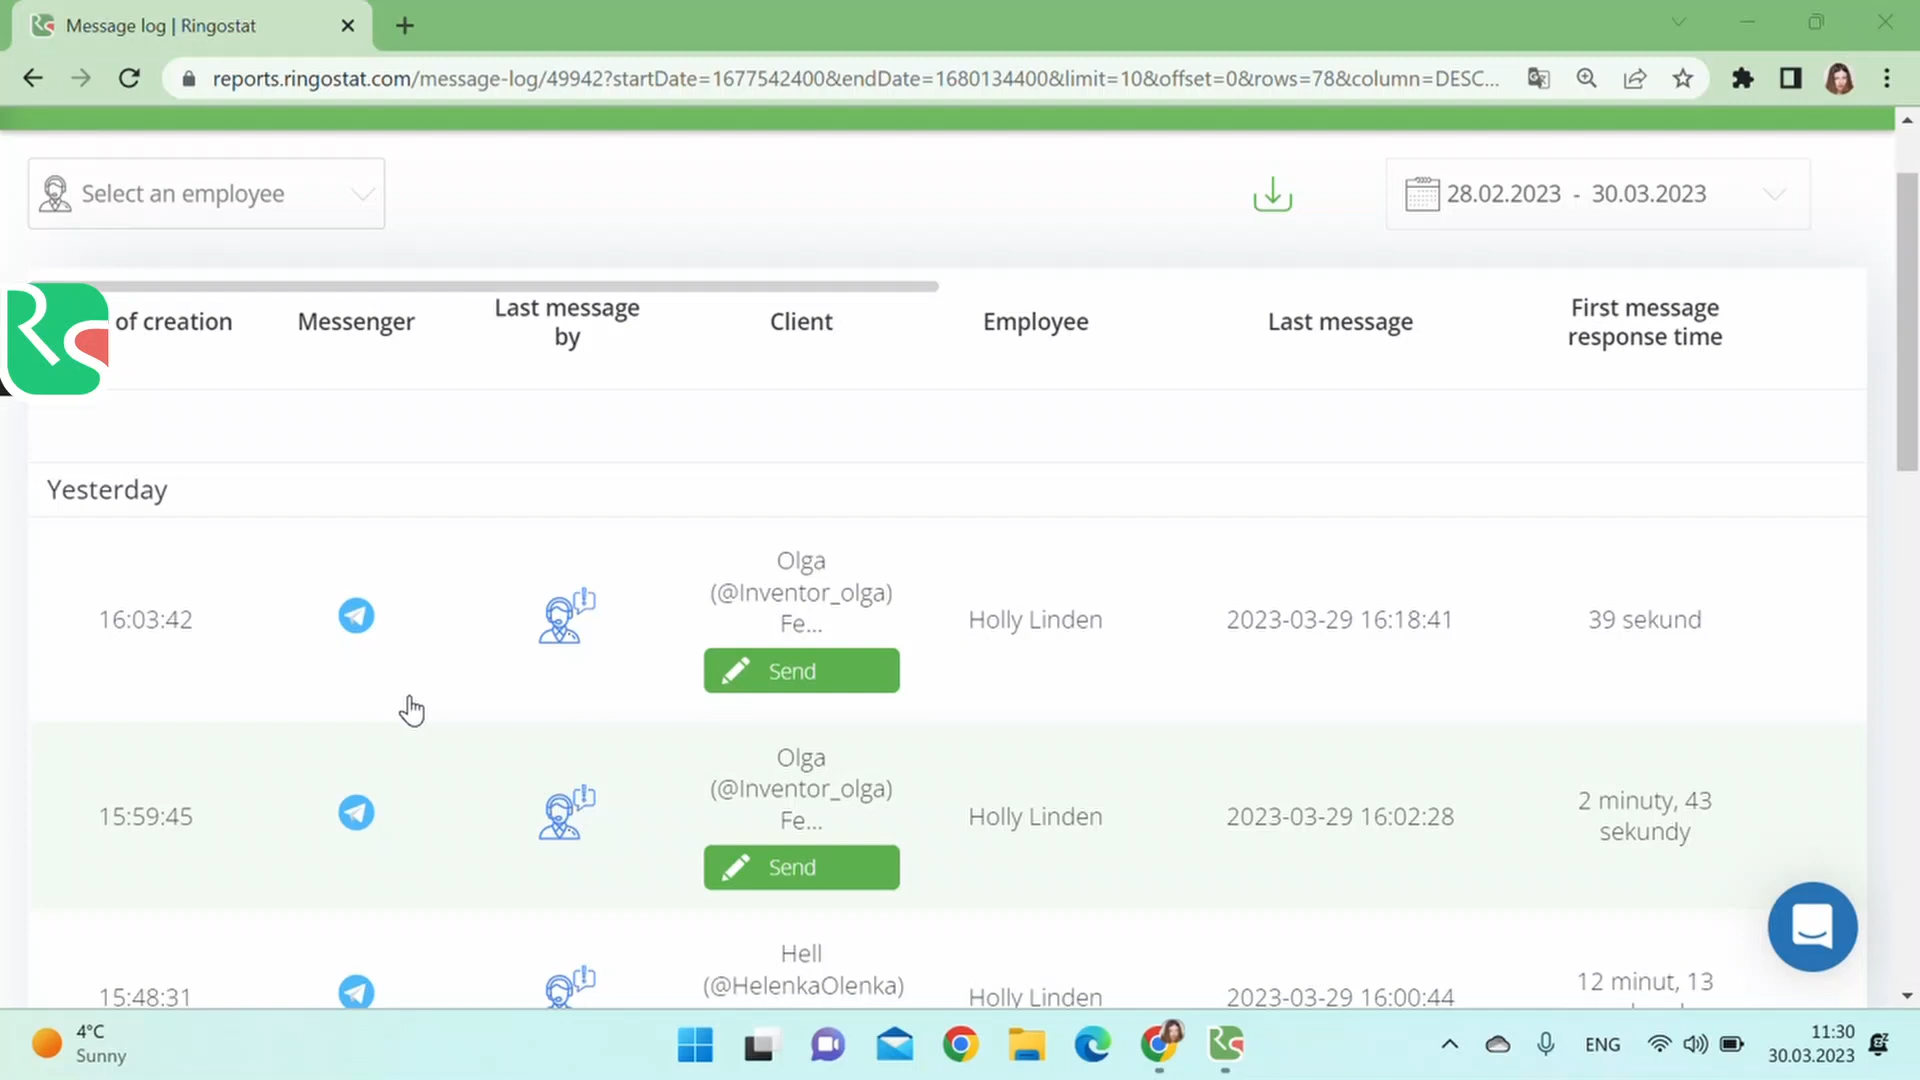 Message log | Ringostat
reports.ringostat.com/message-log/49942?startDate=1677542400&endDate=1680134400&limit=10&offset=0&rows=78&column=DESC...
Select an employee
28.02.2023 - 30.03.2023
of creation
Messenger
Last message
by
Client
Employee
Last message
First message
response time
Rs
Yesterday
16:03:42
Olga
(@Inventor_olga)
Fe...
Send
Holly Linden
2023-03-29 16:18:41
39 sekund
15:59:45
Olga
(@Inventor_olga)
Fe...
Send
Holly Linden
2023-03-29 16:02:28
2 minuty, 43
sekundy
15:48:31
Hell
(@HelenkaOlenka)
Holly Linden
2023-03-29 16:00:44
12 minut, 13
4°C
Sunny
ENG
11:30
30.03.2023